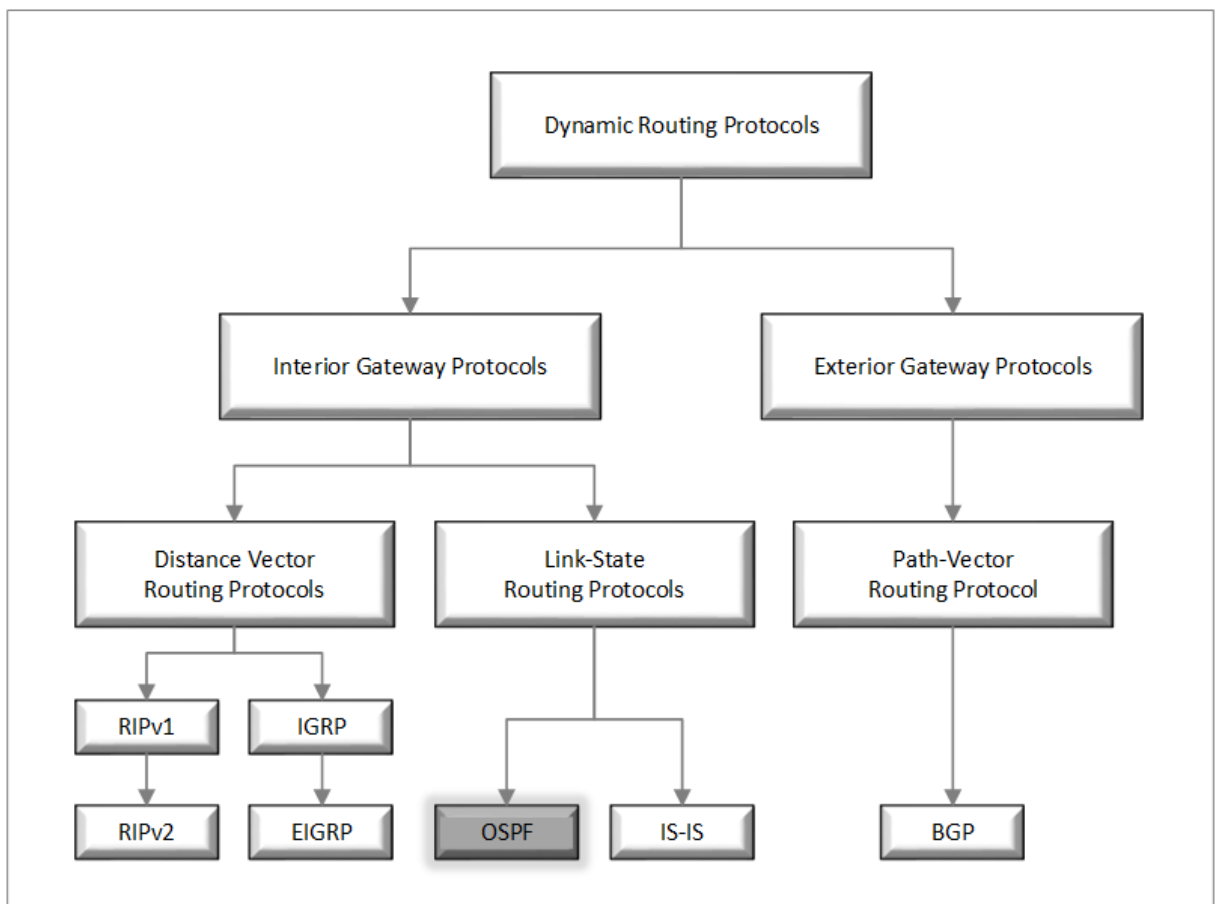 Dynamic Routing Protocols
Interior Gateway Protocols
Exterior Gateway Protocols
Distance Vector
Routing Protocols
Link-State
Routing Protocols
Path-Vector
Routing Protocol
RIPv1
IGRP
RIPv2
EIGRP
OSPF
IS-IS
BGP